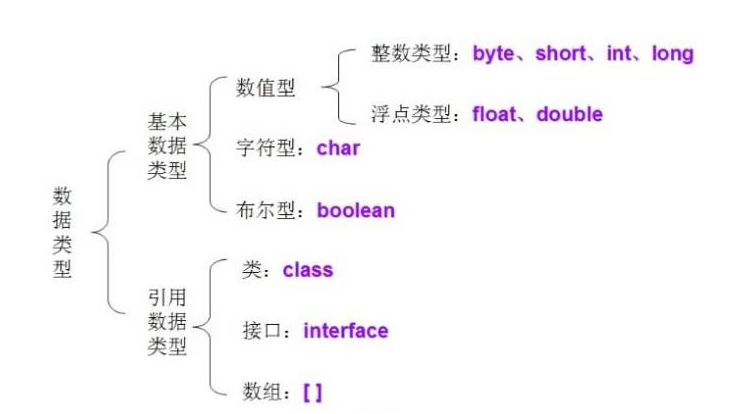 整数类型：byte、short、int、long
数值型
浮点类型：float、double
基本
数据
类型
字符型：char
布尔型：boolean
数
据
类
型
类：class
引用
数据
类型
接口：interface
数组：[ ]